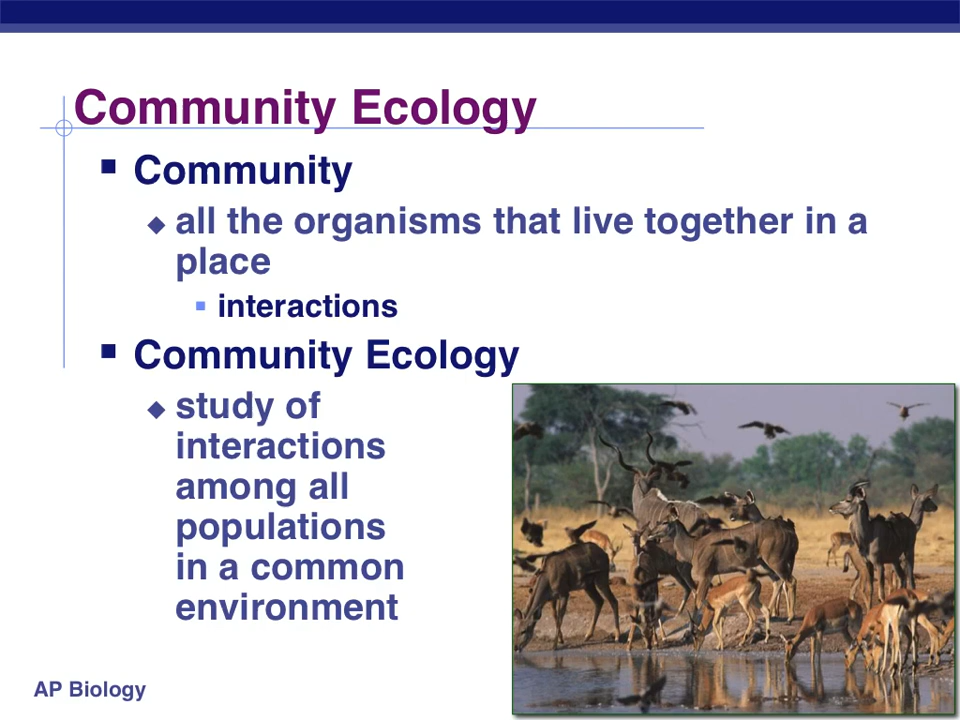 Community Ecology
Community
all the organisms that live together in a
place
interactions
Community Ecology
study of
interactions
among all
populations
in a common
environment
AP Biology